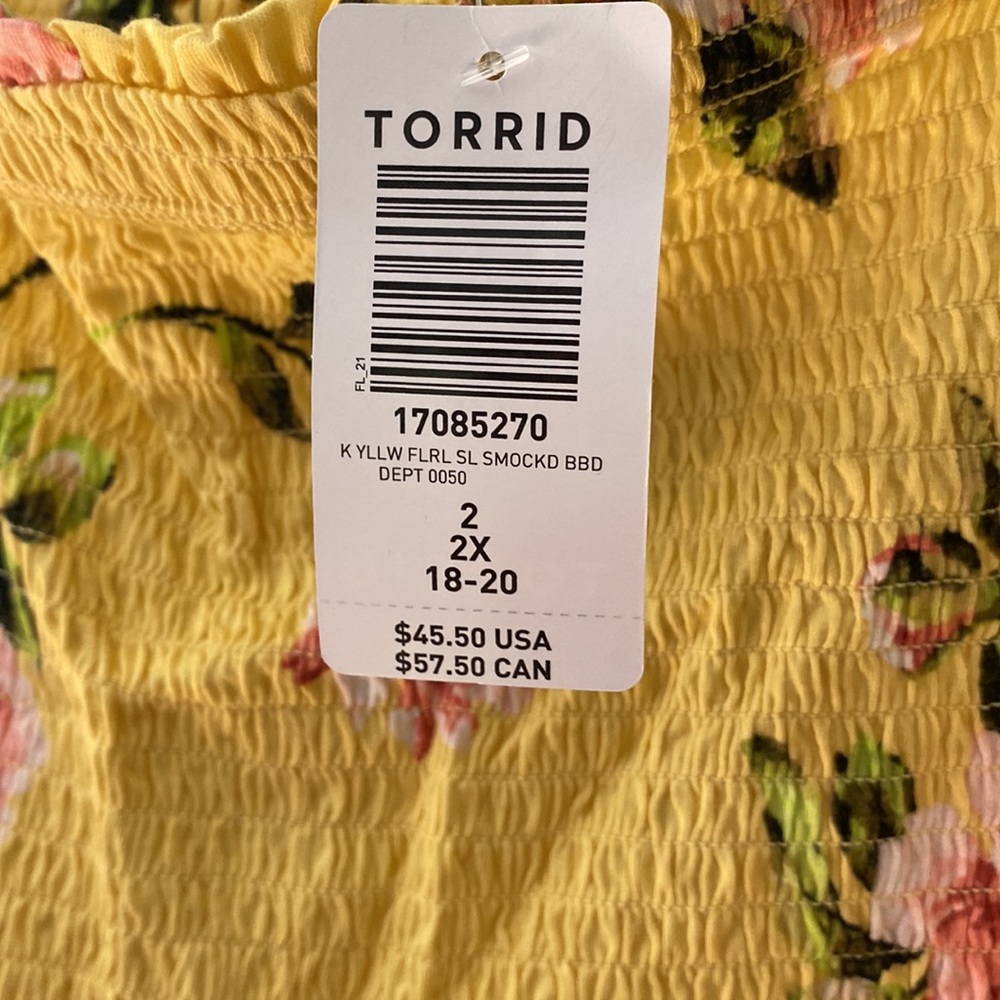 TORRID
FL_21
17085270
K YLLW FLRL SL SMOCKD BBD
DEPT 0050
2
2X
18-20
$45.50 USA
$57.50 CAN